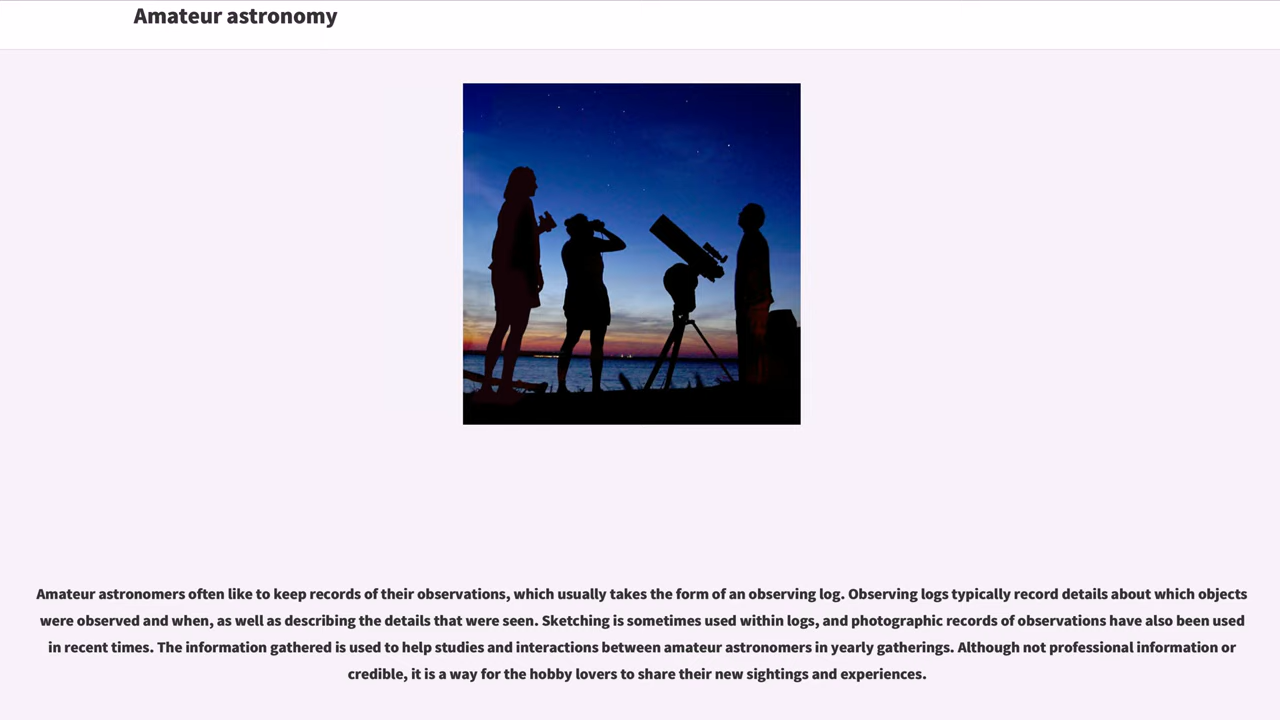 Amateur astronomy
Amateur astronomers often like to keep records of their observations, which usually takes the form of an observing log. Observing logs typically record details about which objects
were observed and when, as well as describing the details that were seen. Sketching is sometimes used within logs, and photographic records of observations have also been used
in recent times. The information gathered is used to help studies and interactions between amateur astronomers in yearly gatherings. Although not professional information or
credible, it is a way for the hobby lovers to share their new sightings and experiences.